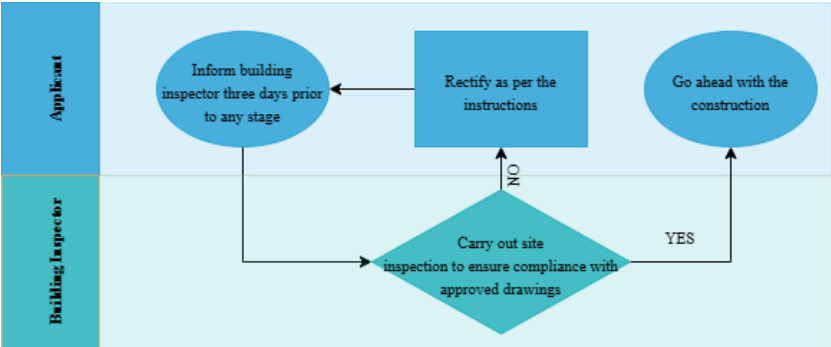 Applicant
Inform building
inspector three days prior
to any stage
Rectify as per the
instructions
Go ahead with the
construction
NO
YES
Building Inspector
Carry out site
inspection to ensure compliance with
approved drawings